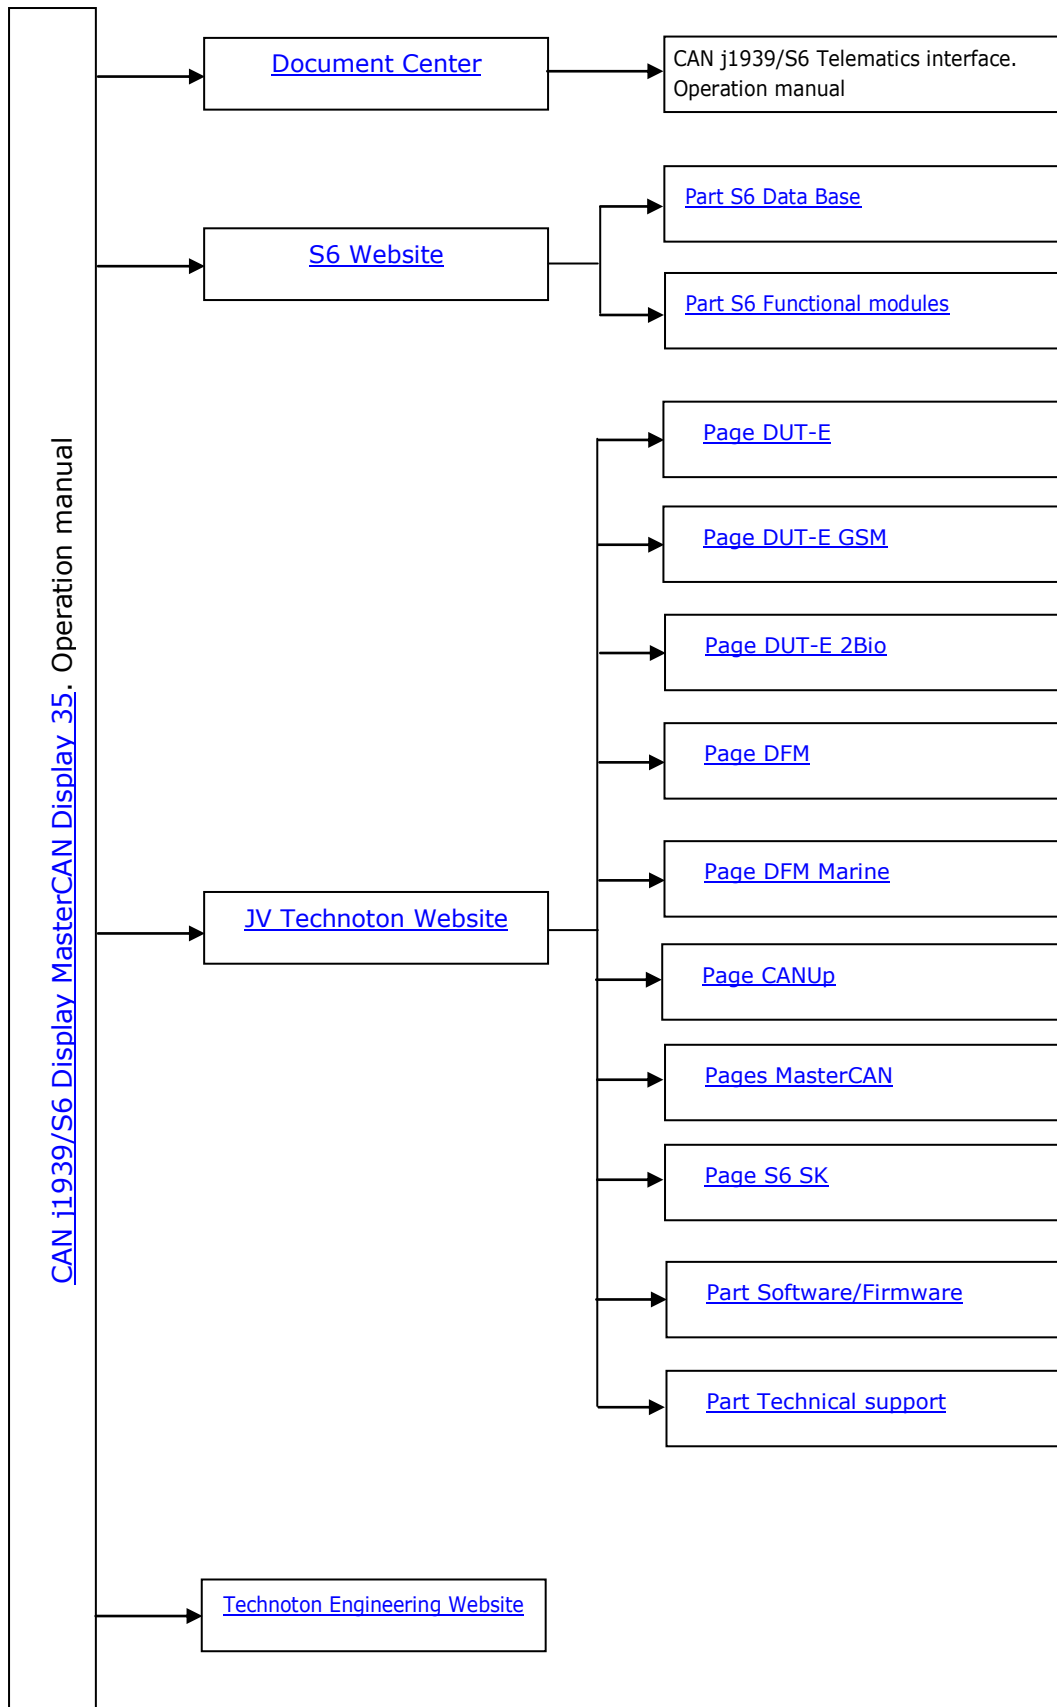 CAN j1939/S6 Display MasterCAN Display 35. Operation manual
Document Center
CAN j1939/S6 Telematics interface.
Operation manual
S6 Website
Part S6 Data Base
Part S6 Functional modules
JV Technoton Website
Page DUT-E
Page DUT-E GSM
Page DUT-E 2Bio
Page DFM
Page DFM Marine
Page CANUp
Pages MasterCAN
Page S6 SK
Part Software/Firmware
Part Technical support
Technoton Engineering Website